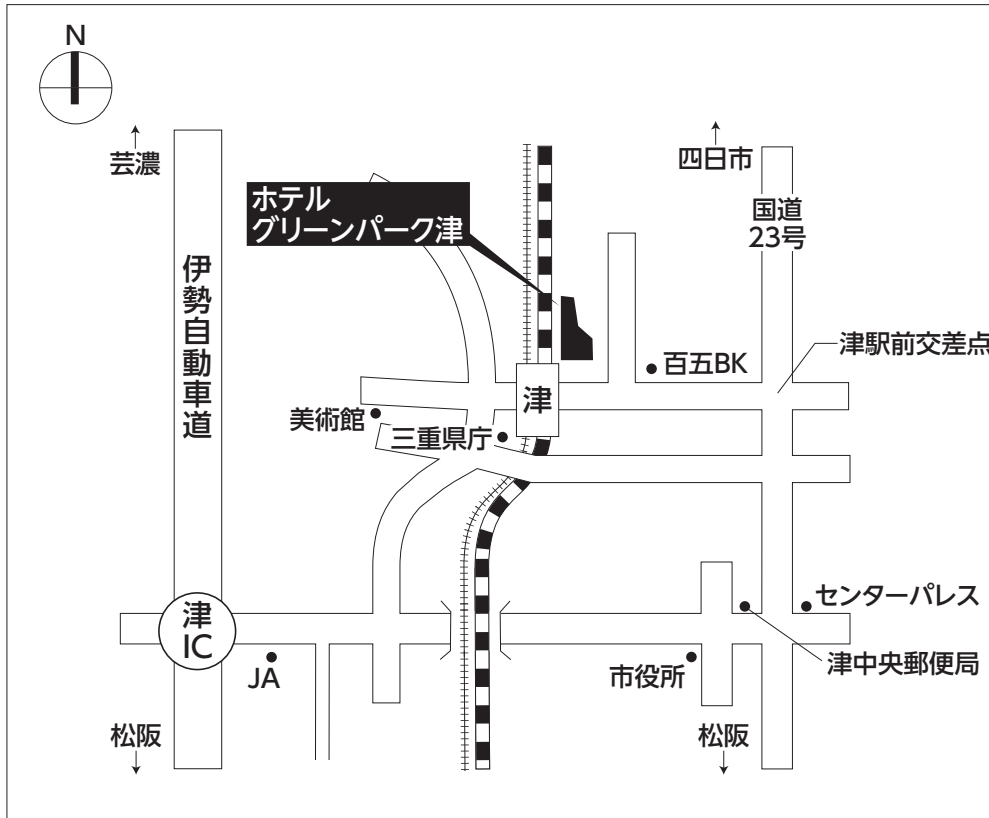 N
芸濃
四日市
ホテル
グリーンパーク津
国道
23号
伊勢自動車道
津駅前交差点
百五BK
津
美術館
三重県庁
センターパレス
津
IC
津中央郵便局
JA
市役所
松阪
松阪